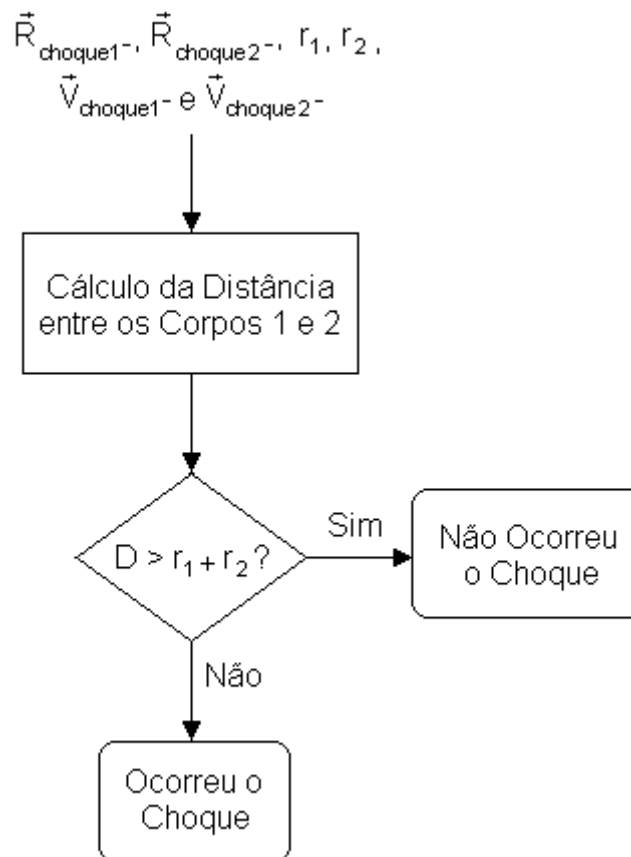 R⃗choque1-, R⃗choque2-, r1, r2 ,
V⃗choque1- e V⃗choque2-
Cálculo da Distância
entre os Corpos 1 e 2
D > r1 + r2 ?
Sim
Não Ocorreu
o Choque
Não
Ocorreu o
Choque